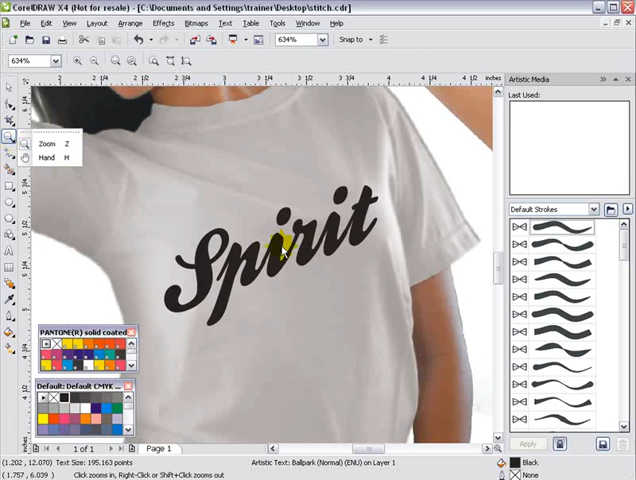 CorelDRAW X4 (Not for resale) - [C:\Documents and Settings\trainer\Desktop\stitch.cdr]
File Edit View Layout Arrange Effects Bitmaps Text Table Tools Window Help
634% Snap to
634%
inches
Artistic Media
Last Used:
Zoom Z
Hand H
Default Strokes
Spirit
PANTONE(R) solid coated
Default: Default CMYK ...
Apply
1 of 1 Page 1
(1.202, 12.070) Text Size: 195.163 points Artistic Text: Ballpark (Normal) (ENU) on Layer 1 Black
(1.757, 6.039) Click zooms in, Right-Click or Shift+Click zooms out None